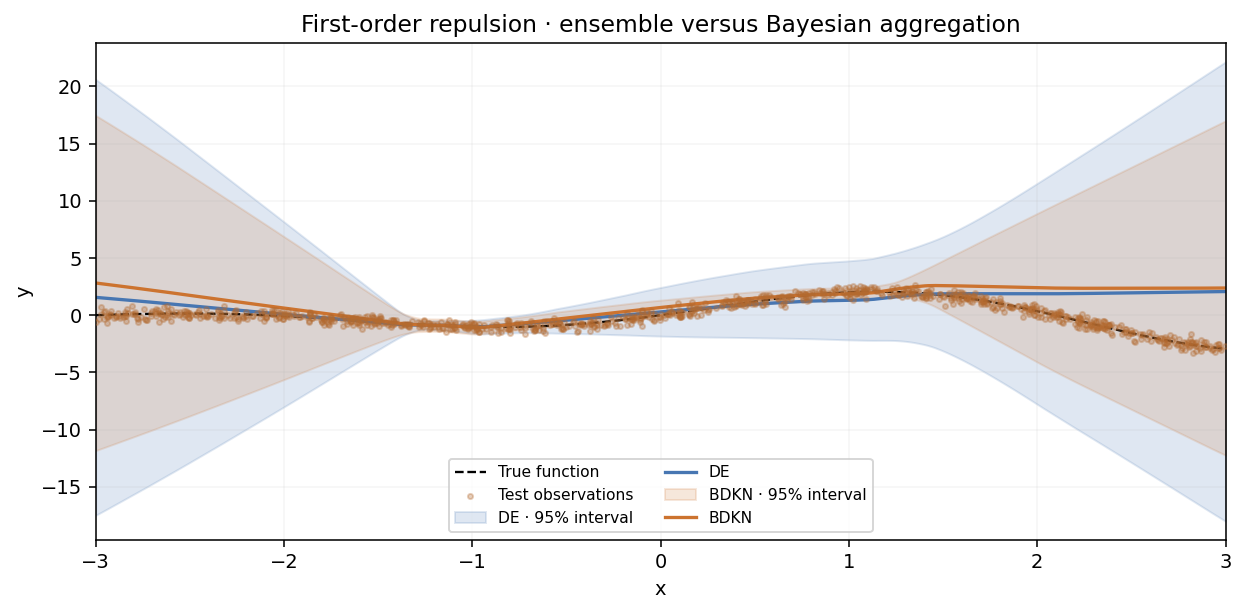 First-order repulsion · ensemble versus Bayesian aggregation
20
15
10
5
0
−5
−10
−15
y
−3
−2
−1
0
1
2
3
x
True function
Test observations
DE · 95% interval
DE
BDKN · 95% interval
BDKN